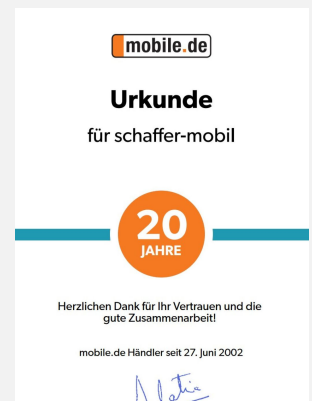 mobile.de
Urkunde
für schaffer-mobil
20
JAHRE
Herzlichen Dank für Ihr Vertrauen und die
gute Zusammenarbeit!
mobile.de Händler seit 27. Juni 2002